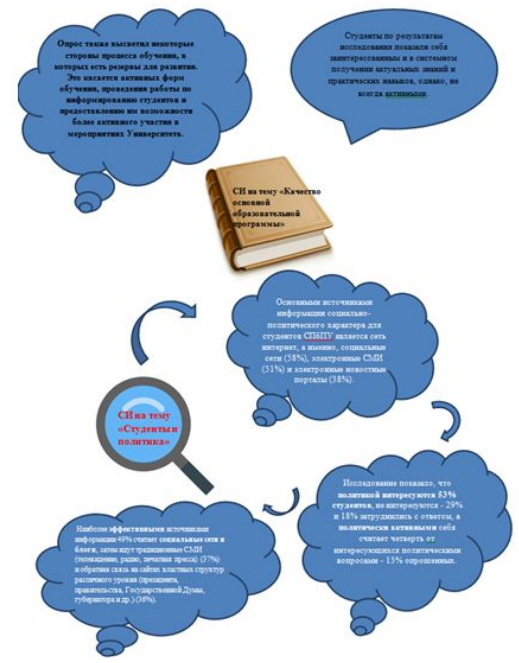 Опрос также высветил некоторые
стороны процесса обучения, в
которых есть резервы для развития.
Это касается активных форм
обучения, проведения работы по
информированию студентов и
предоставлению им возможности
более активного участия в
мероприятиях Университета.
Студенты по результатам
исследования показали себя
заинтересованными и в системном
получении актуальных знаний и
практических навыков, однако, не
всегда активными.
СИ на тему «Качество
основной
образовательной
программы»
Основными источниками
информации социально-
политического характера для
студентов СПбПУ является сеть
интернет, а именно, социальные
сети (58%), электронные СМИ
(51%) и электронные новостные
порталы (38%).
СИ на тему
«Студенты и
политика»
Исследование показало, что
политикой интересуются 53%
студентов, не интересуются - 29%
и 18% затруднились с ответом, а
политически активными себя
считает четверть от
интересующихся политическими
вопросами - 13% опрошенных.
Наиболее эффективными источниками
информации 49% считает социальные сети и
блоги, затем идут традиционные СМИ
(телевидение, радио, печатная пресса) (37%)
и обратная связь на сайтах властных структур
различного уровня (президента,
правительства, Государственной Думы,
губернатора и др.) (36%).